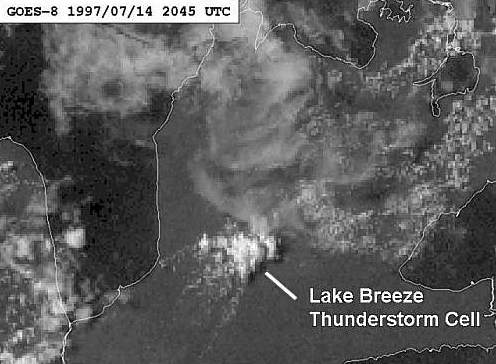 GOES-8 1997/07/14 2045 UTC
Lake Breeze
Thunderstorm Cell